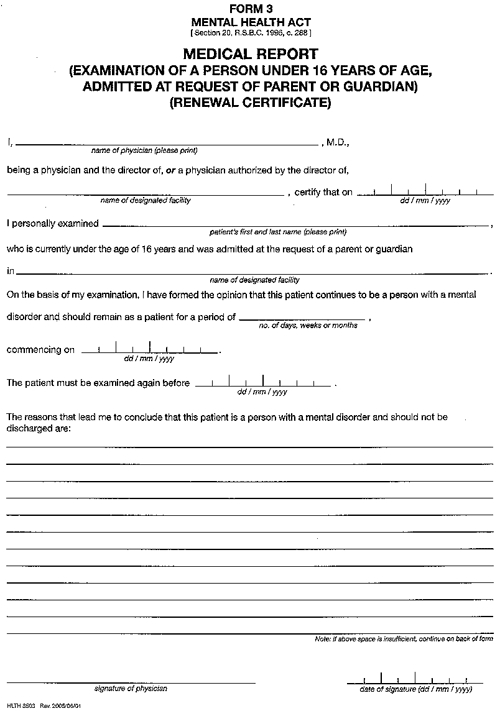 FORM 3
MENTAL HEALTH ACT
[ Section 20, R.S.B.C. 1996, c. 288 ]
MEDICAL REPORT
(EXAMINATION OF A PERSON UNDER 16 YEARS OF AGE,
ADMITTED AT REQUEST OF PARENT OR GUARDIAN)
(RENEWAL CERTIFICATE)
I, , M.D.,
name of physician (please print)
being a physician and the director of, or a physician authorized by the director of,
, certify that on
name of designated facility dd / mm / yyyy
I personally examined ,
patient's first and last name (please print)
who is currently under the age of 16 years and was admitted at the request of a parent or guardian
in .
name of designated facility
On the basis of my examination, I have formed the opinion that this patient continues to be a person with a mental
disorder and should remain as a patient for a period of ,
no. of days, weeks or months
commencing on .
dd / mm / yyyy
The patient must be examined again before .
dd / mm / yyyy
The reasons that lead me to conclude that this patient is a person with a mental disorder and should not be
discharged are:
Note: if above space is insufficient, continue on back of form
signature of physician date of signature (dd / mm / yyyy)
HLTH 3503 Rev. 2005/06/01